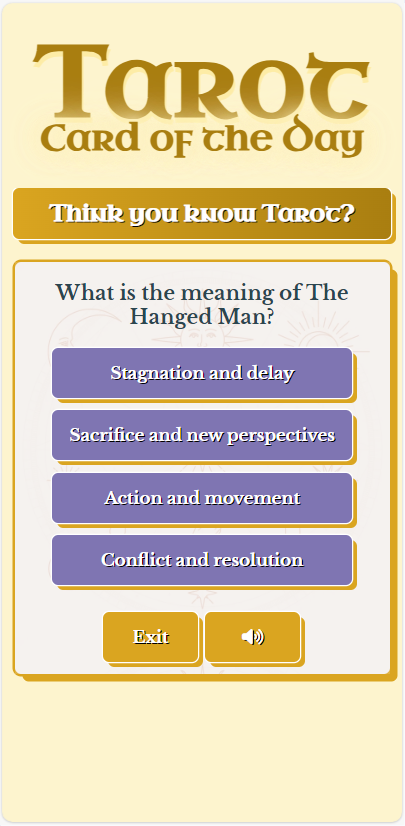 Tarot
Card of the Day
Think you know Tarot?
What is the meaning of The
Hanged Man?
Stagnation and delay
Sacrifice and new perspectives
Action and movement
Conflict and resolution
Exit